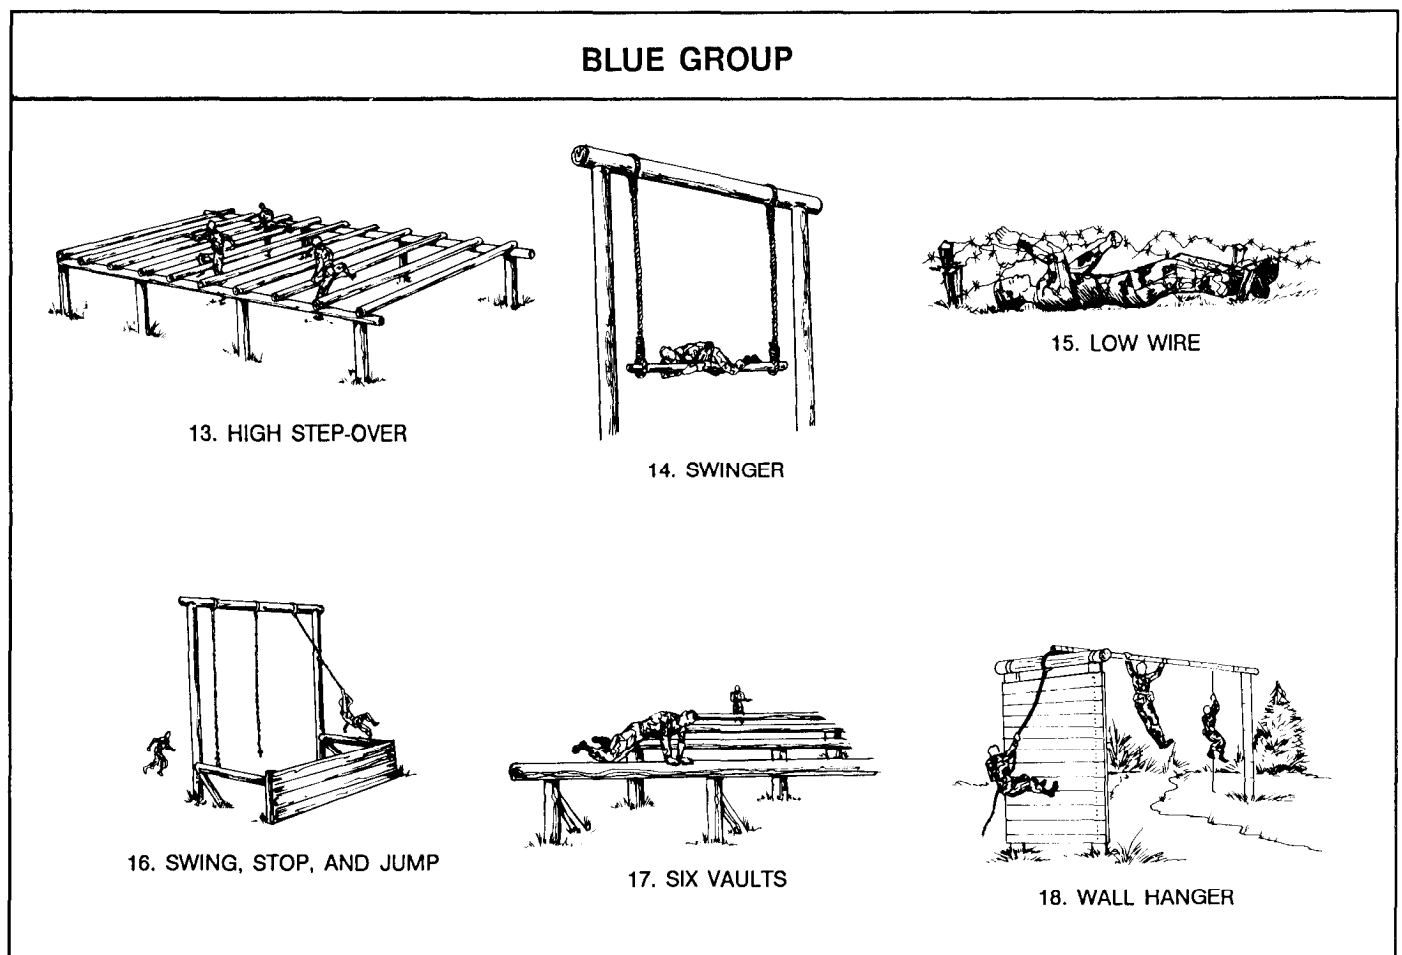 BLUE GROUP
13. HIGH STEP-OVER
14. SWINGER
15. LOW WIRE
16. SWING, STOP, AND JUMP
17. SIX VAULTS
18. WALL HANGER